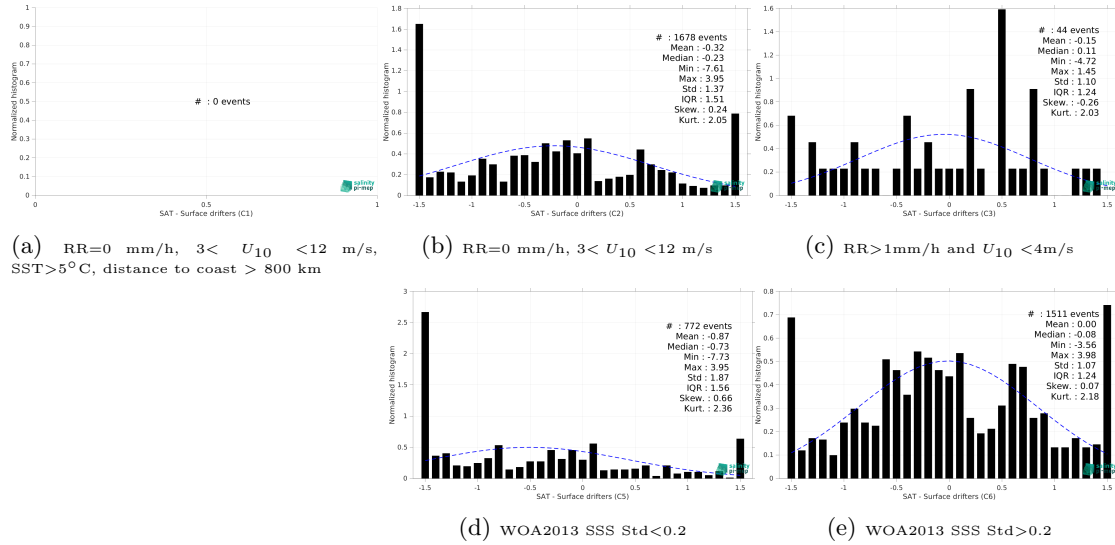 1
0.9
0.8
0.7
0.6
0.5
0.4
0.3
0.2
0.1
0
Normalized histogram
# : 0 events
salinity
pi-mep
0 0.5 1
SAT - Surface drifters (C1)
(a) RR=0 mm/h, 3< U10 <12 m/s,
SST>5°C, distance to coast > 800 km
1.8
1.6
1.4
1.2
1
0.8
0.6
0.4
0.2
0
Normalized histogram
# : 1678 events
Mean : -0.32
Median : -0.23
Min : -7.61
Max : 3.95
Std : 1.37
IQR : 1.51
Skew. : 0.24
Kurt. : 2.05
salinity
pi-mep
-1.5 -1 -0.5 0 0.5 1 1.5
SAT - Surface drifters (C2)
(b) RR=0 mm/h, 3< U10 <12 m/s
1.6
1.4
1.2
1
0.8
0.6
0.4
0.2
0
Normalized histogram
# : 44 events
Mean : -0.15
Median : 0.11
Min : -4.72
Max : 1.45
Std : 1.10
IQR : 1.24
Skew. : -0.26
Kurt. : 2.03
salinity
pi-mep
-1.5 -1 -0.5 0 0.5 1 1.5
SAT - Surface drifters (C3)
(c) RR>1mm/h and U10 <4m/s
3
2.5
2
1.5
1
0.5
0
Normalized histogram
# : 772 events
Mean : -0.87
Median : -0.73
Min : -7.73
Max : 3.95
Std : 1.87
IQR : 1.56
Skew. : 0.66
Kurt. : 2.36
salinity
pi-mep
-1.5 -1 -0.5 0 0.5 1 1.5
SAT - Surface drifters (C5)
(d) WOA2013 SSS Std<0.2
0.8
0.7
0.6
0.5
0.4
0.3
0.2
0.1
0
Normalized histogram
# : 1511 events
Mean : 0.00
Median : -0.08
Min : -3.56
Max : 3.98
Std : 1.07
IQR : 1.24
Skew. : 0.07
Kurt. : 2.18
salinity
pi-mep
-1.5 -1 -0.5 0 0.5 1 1.5
SAT - Surface drifters (C6)
(e) WOA2013 SSS Std>0.2